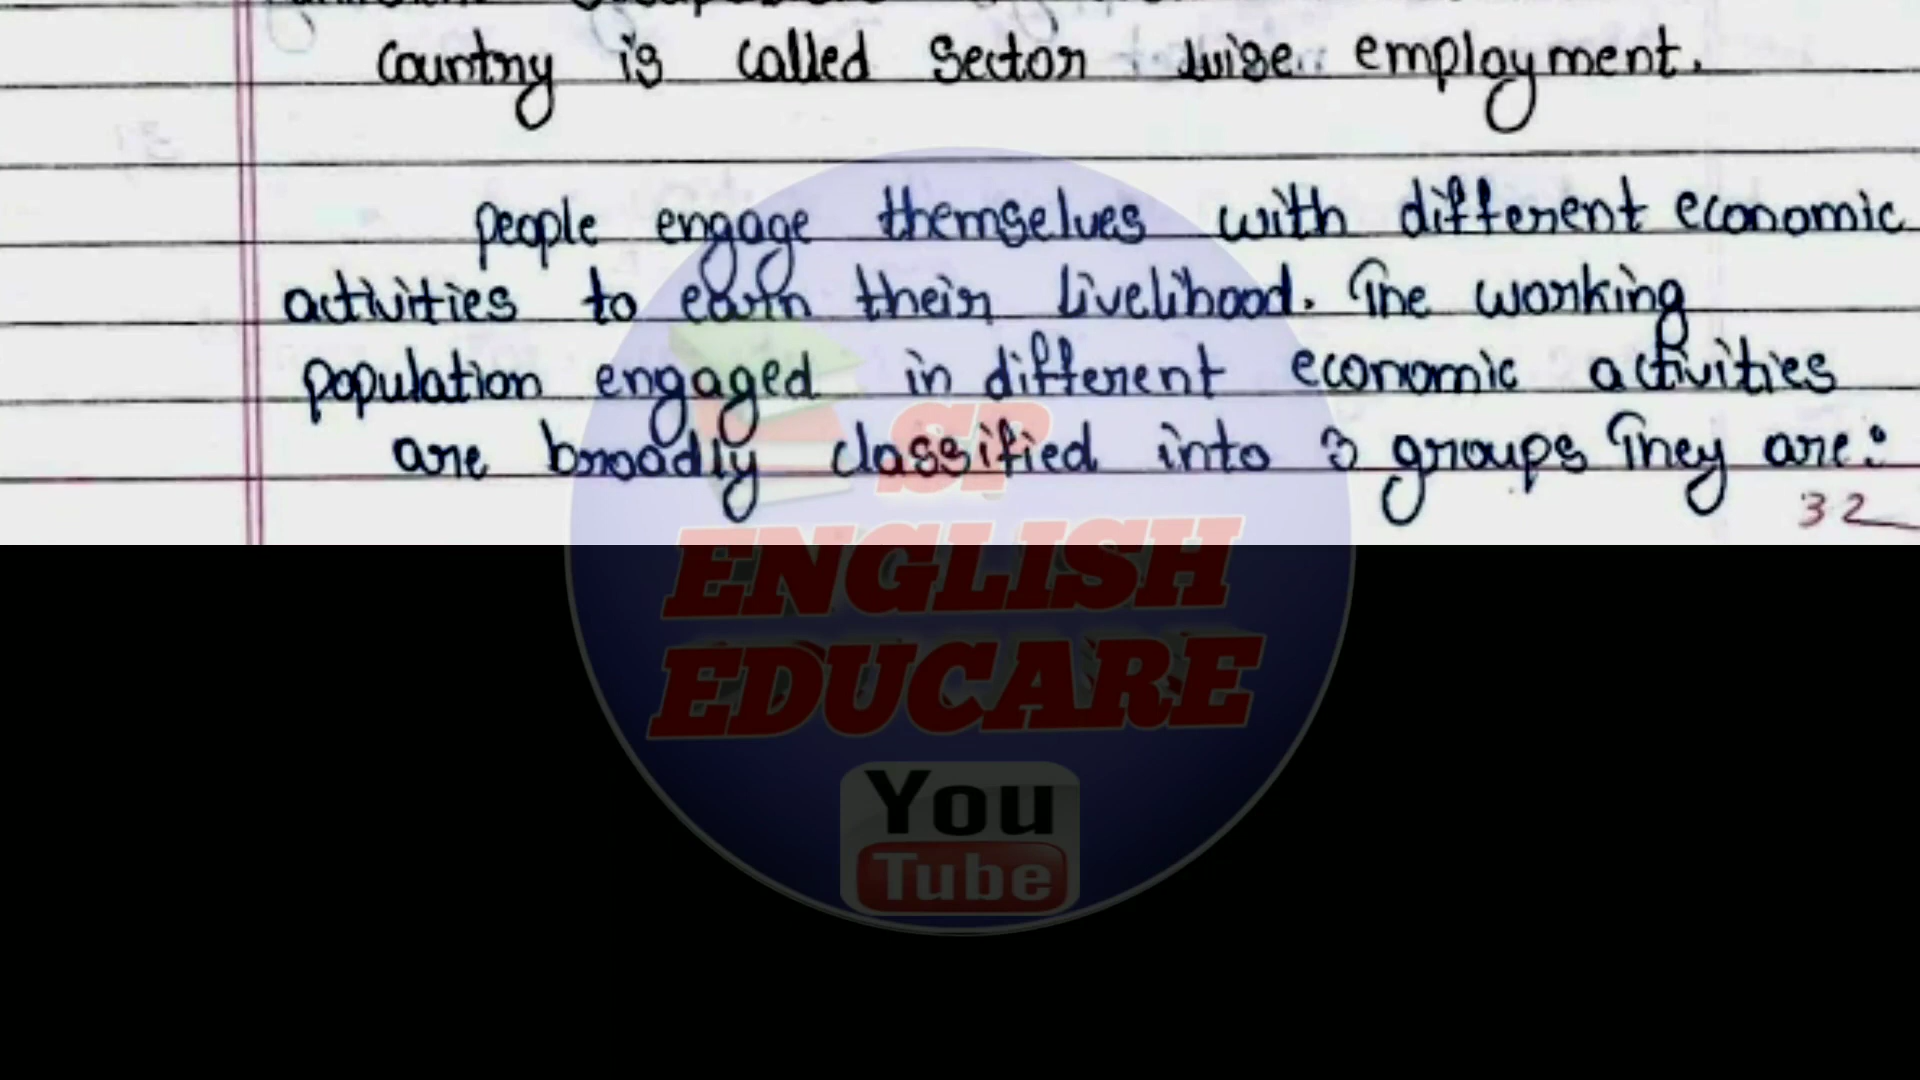 country is called sector wise employment.
people engage themselves with different economic
activities to earn their livelihood. The working
population engaged in different economic activities
are broadly classified into 3 groups They are:
32
SP
ENGLISH
EDUCARE
You
Tube